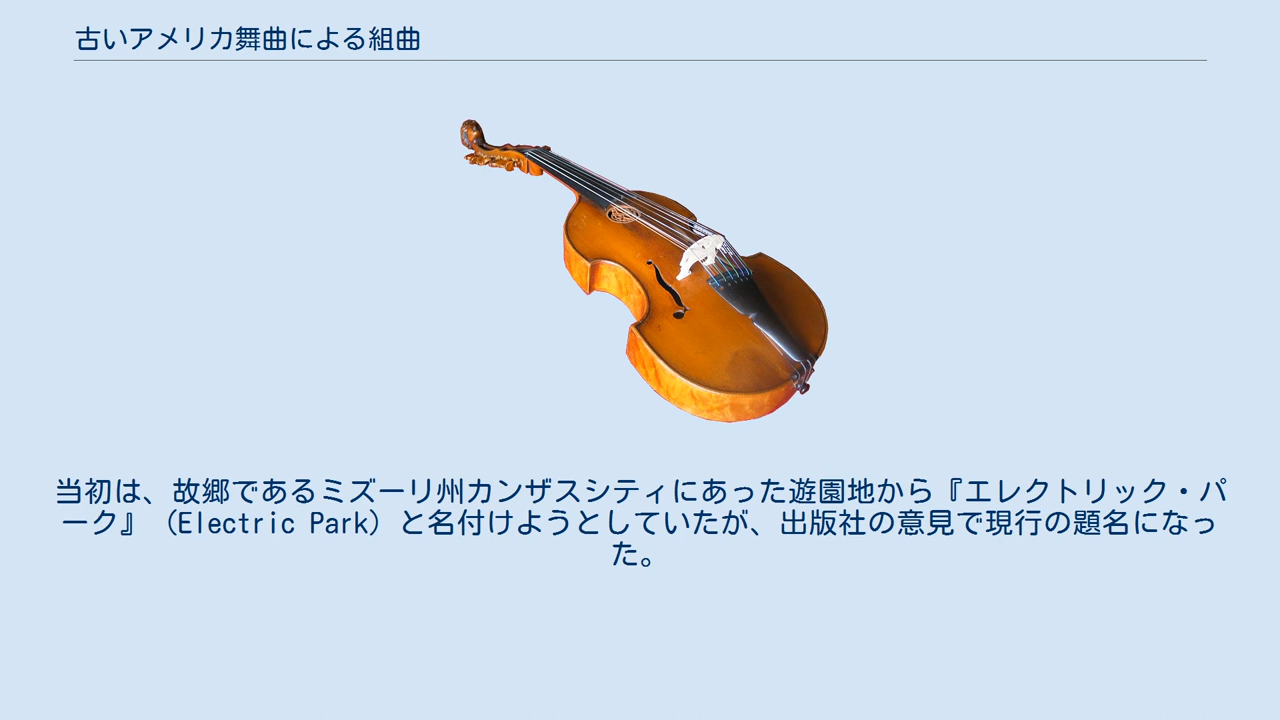 古いアメリカ舞曲による組曲
当初は、故郷であるミズーリ州カンザスシティにあった遊園地から『エレクトリック・パ
ーク』（Electric Park）と名付けようとしていたが、出版社の意見で現行の題名になっ
た。